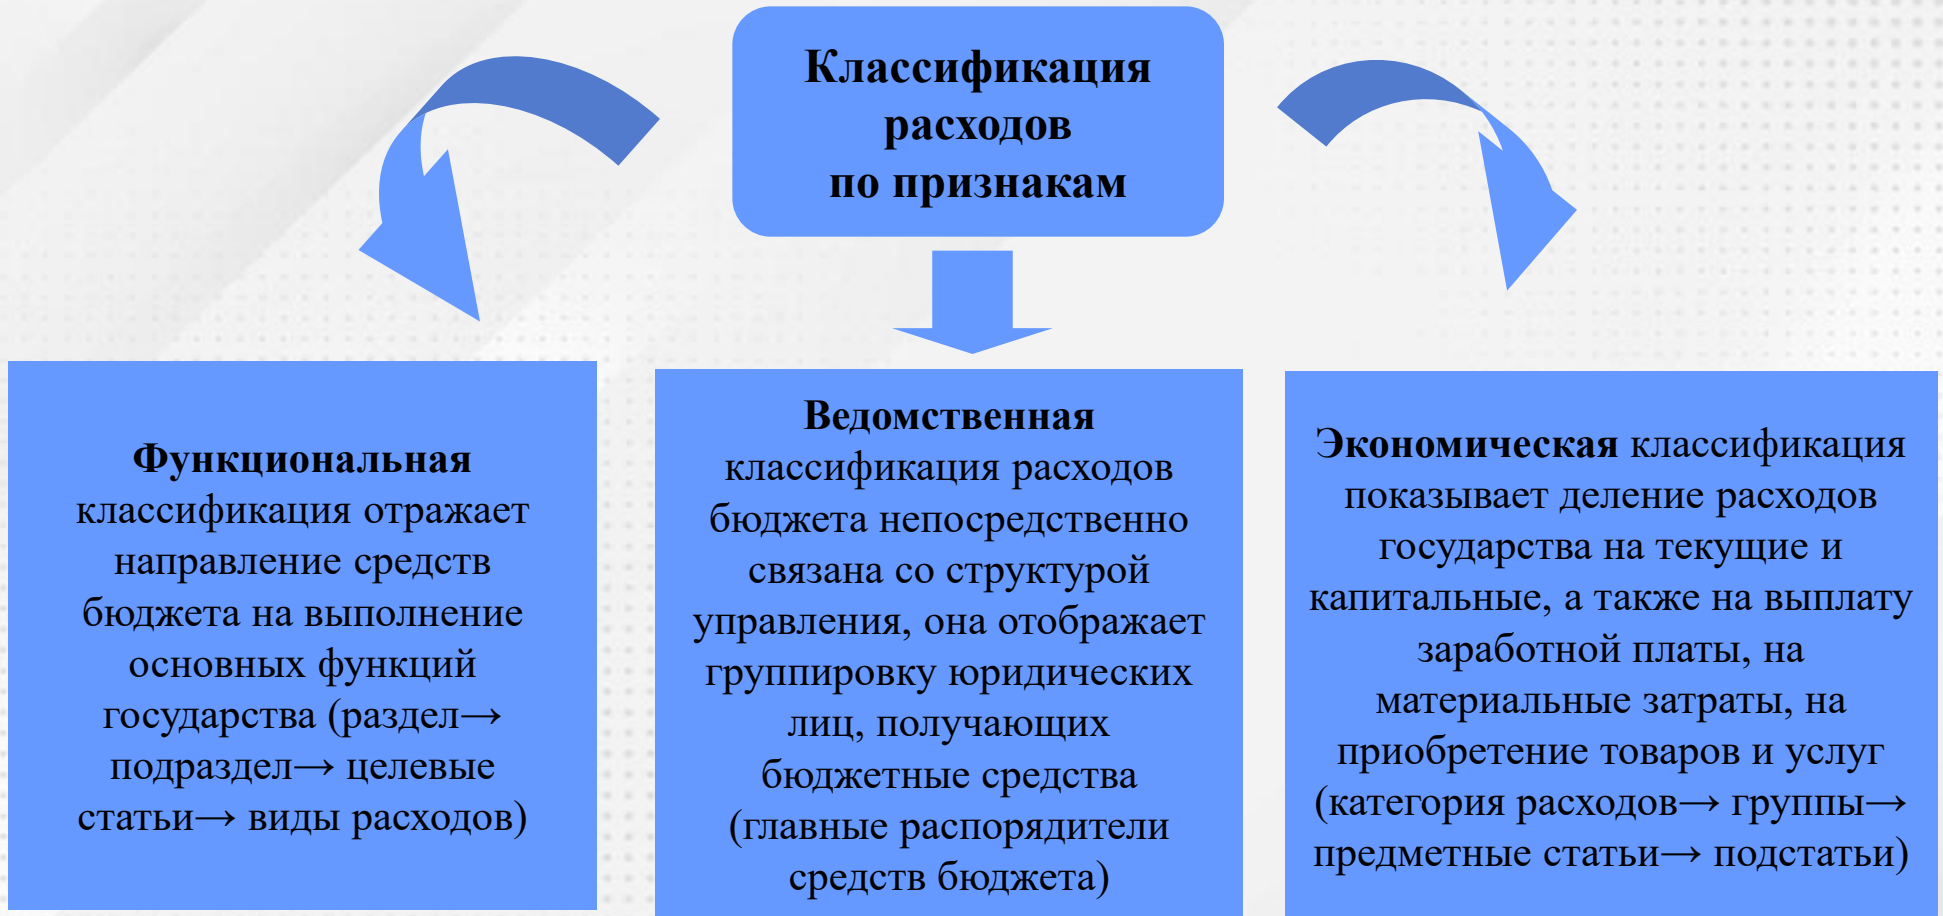 Классификация
расходов
по признакам
Функциональная
классификация отражает
направление средств
бюджета на выполнение
основных функций
государства (раздел→
подраздел→ целевые
статьи→ виды расходов)
Ведомственная
классификация расходов
бюджета непосредственно
связана со структурой
управления, она отображает
группировку юридических
лиц, получающих
бюджетные средства
(главные распорядители
средств бюджета)
Экономическая классификация
показывает деление расходов
государства на текущие и
капитальные, а также на выплату
заработной платы, на
материальные затраты, на
приобретение товаров и услуг
(категория расходов→ группы→
предметные статьи→ подстатьи)